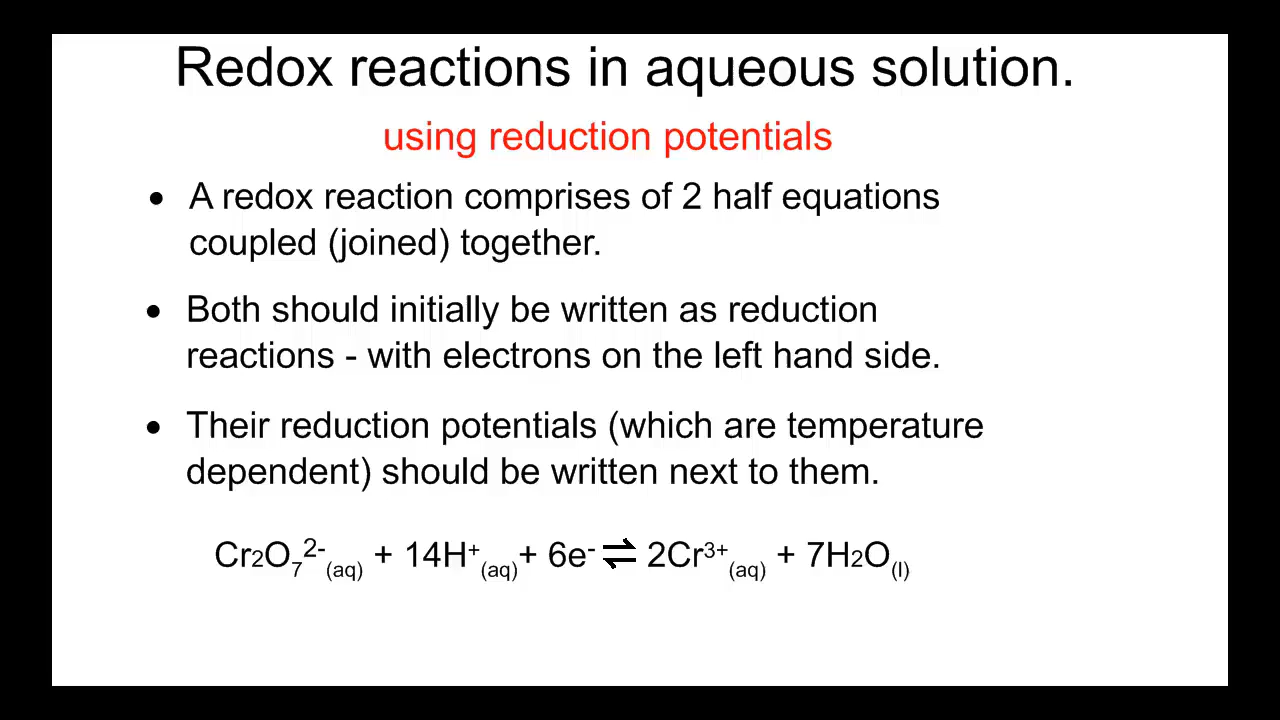 Redox reactions in aqueous solution.
using reduction potentials
• A redox reaction comprises of 2 half equations
coupled (joined) together.
• Both should initially be written as reduction
reactions - with electrons on the left hand side.
• Their reduction potentials (which are temperature
dependent) should be written next to them.
Cr₂O₇²⁻(aq) + 14H⁺(aq) + 6e⁻ ⇌ 2Cr³⁺(aq) + 7H₂O(l)